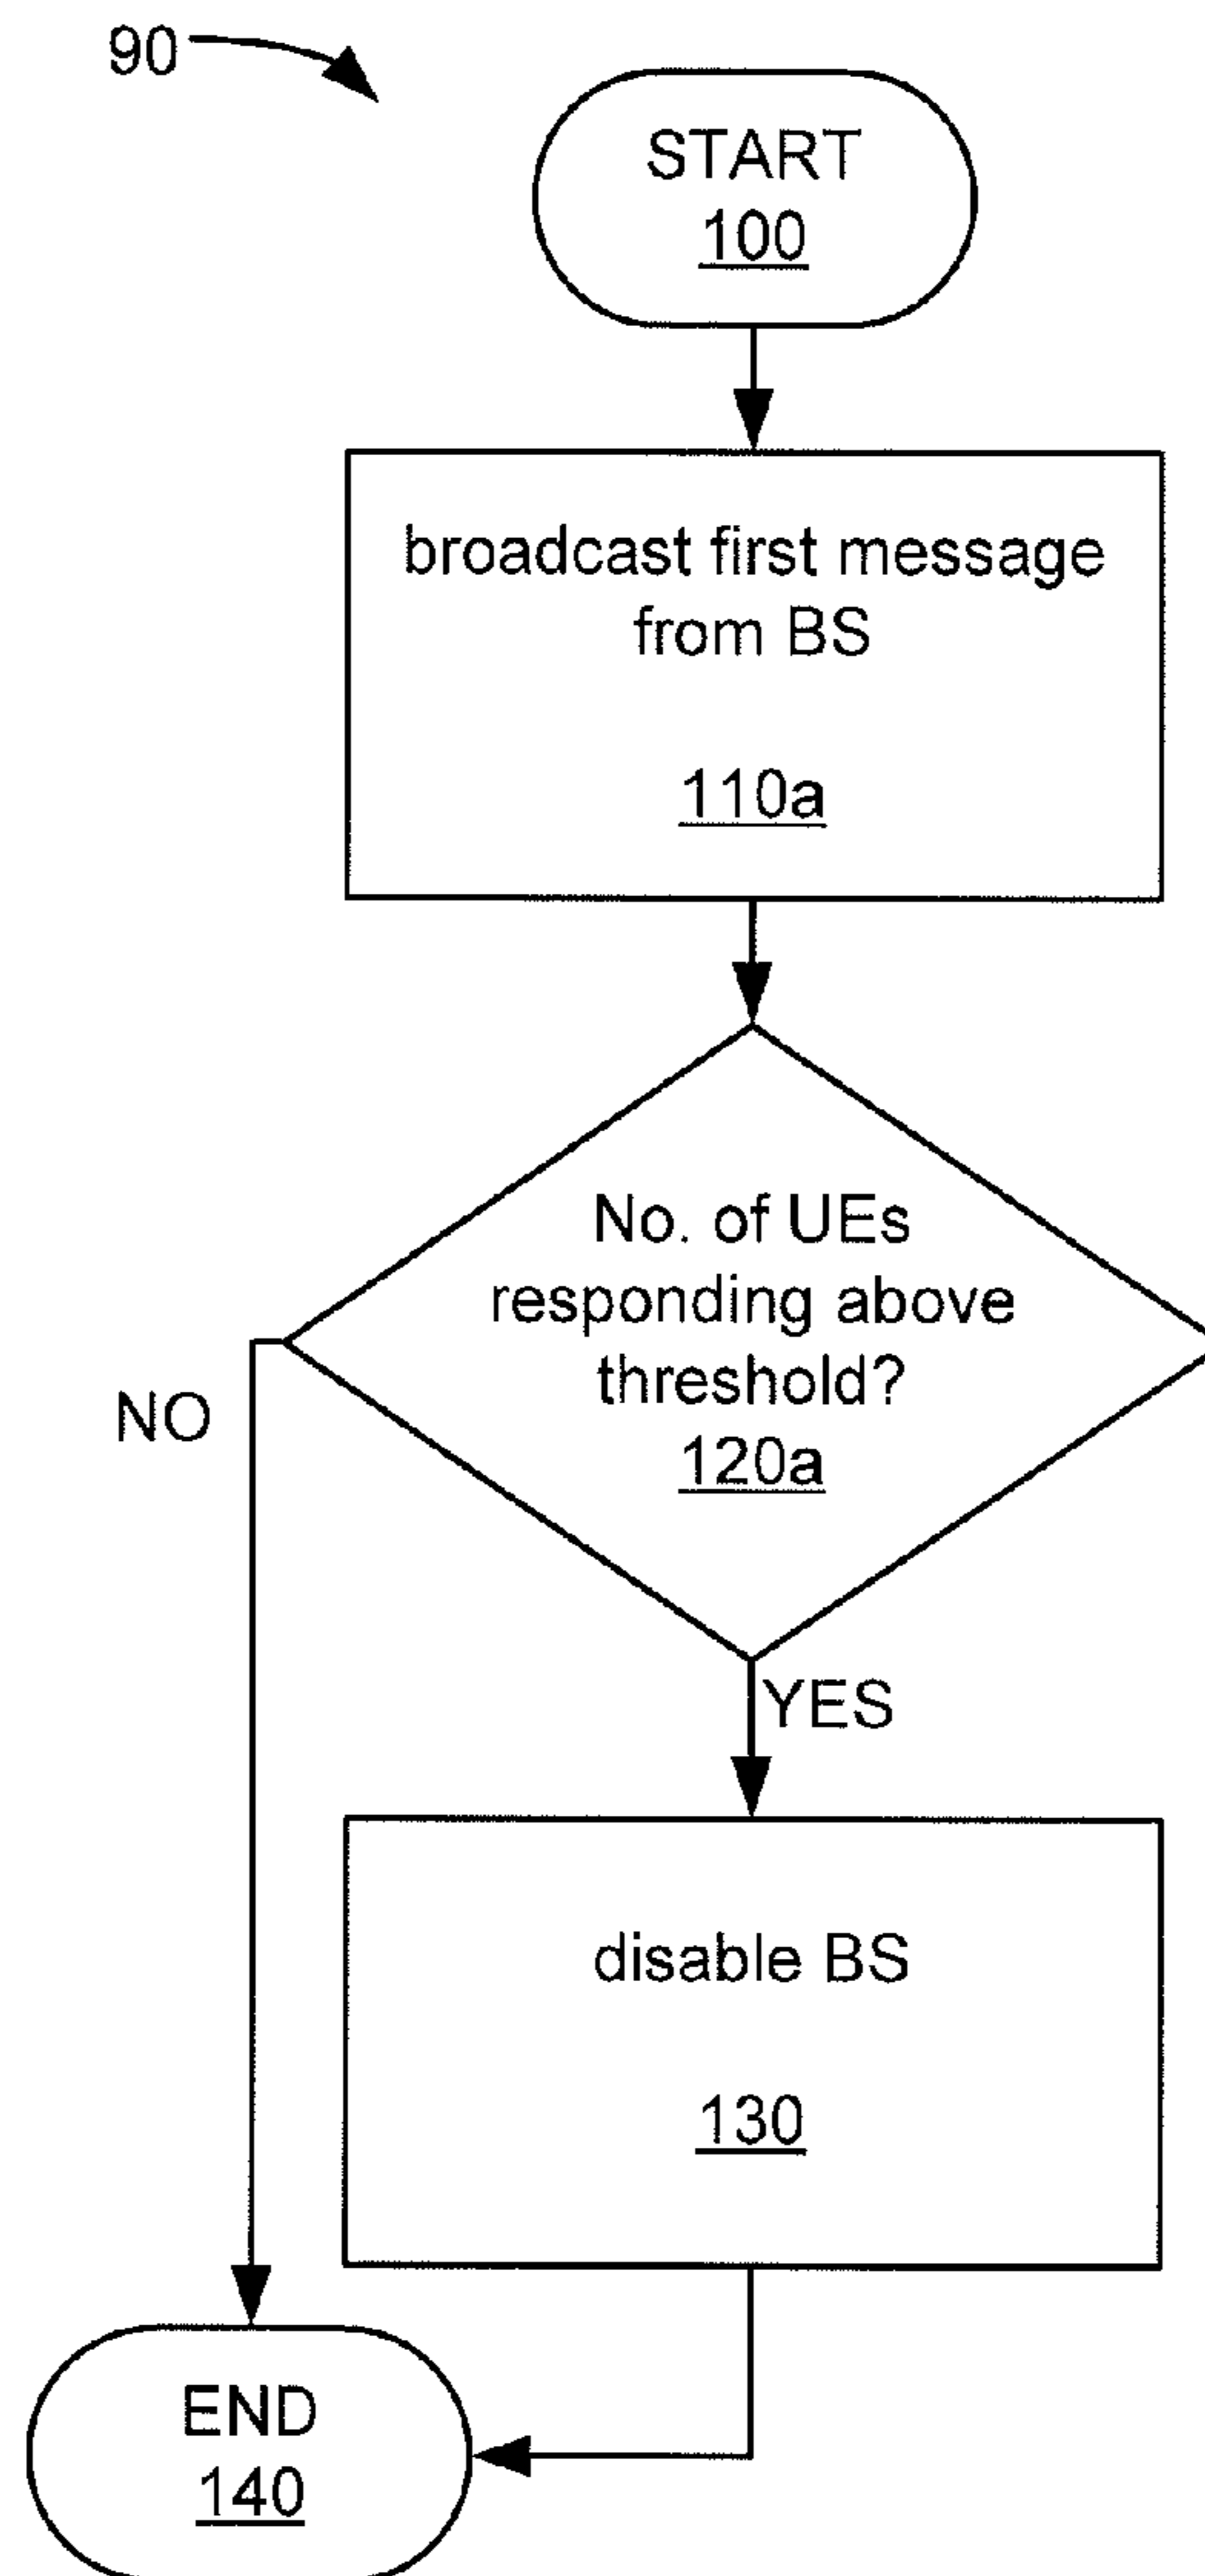 90
START
100
broadcast first message
from BS
110a
No. of UEs
responding above
threshold?
120a
NO
YES
disable BS
130
END
140